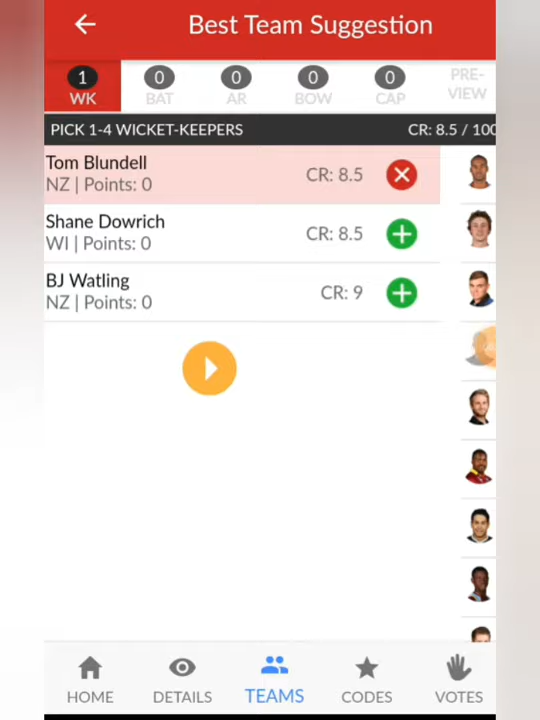 Best Team Suggestion
1 0 0 0 0 PRE-
WK BAT AR BOW CAP VIEW
PICK 1-4 WICKET-KEEPERS CR: 8.5 / 100
Tom Blundell
NZ | Points: 0 CR: 8.5
Shane Dowrich
WI | Points: 0 CR: 8.5
BJ Watling
NZ | Points: 0 CR: 9
HOME DETAILS TEAMS CODES VOTES